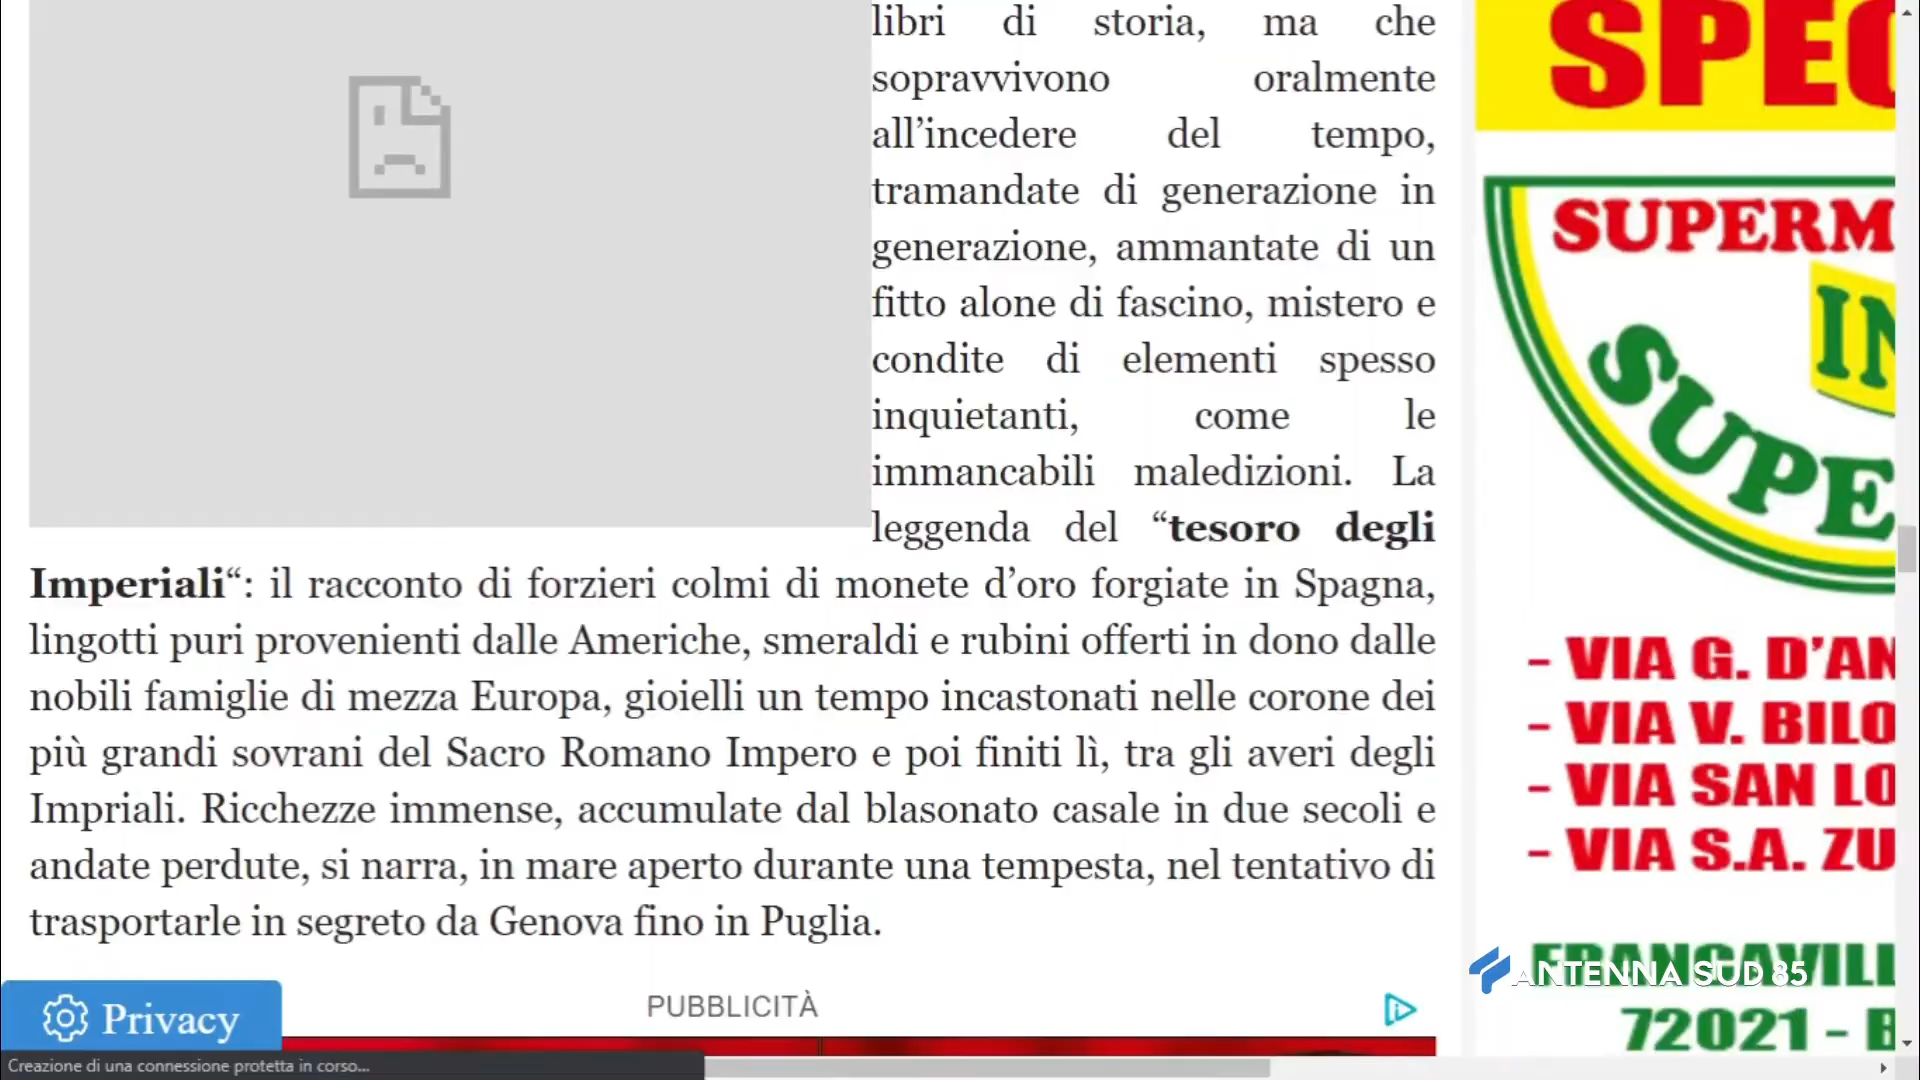 libri di storia, ma che
sopravvivono oralmente
all’incedere del tempo,
tramandate di generazione in
generazione, ammantate di un
fitto alone di fascino, mistero e
condite di elementi spesso
inquietanti, come le
immancabili maledizioni. La
leggenda del “tesoro degli
Imperiali“: il racconto di forzieri colmi di monete d’oro forgiate in Spagna,
lingotti puri provenienti dalle Americhe, smeraldi e rubini offerti in dono dalle
nobili famiglie di mezza Europa, gioielli un tempo incastonati nelle corone dei
più grandi sovrani del Sacro Romano Impero e poi finiti lì, tra gli averi degli
Impriali. Ricchezze immense, accumulate dal blasonato casale in due secoli e
andate perdute, si narra, in mare aperto durante una tempesta, nel tentativo di
trasportarle in segreto da Genova fino in Puglia.
PUBBLICITÀ
Privacy
Creazione di una connessione protetta in corso...
SPEC
SUPERM
IN
SUPE
- VIA G. D’AN
- VIA V. BILO
- VIA SAN LO
- VIA S.A. ZU
FRANCAVILL
72021 - B
ANTENNA SUD 85